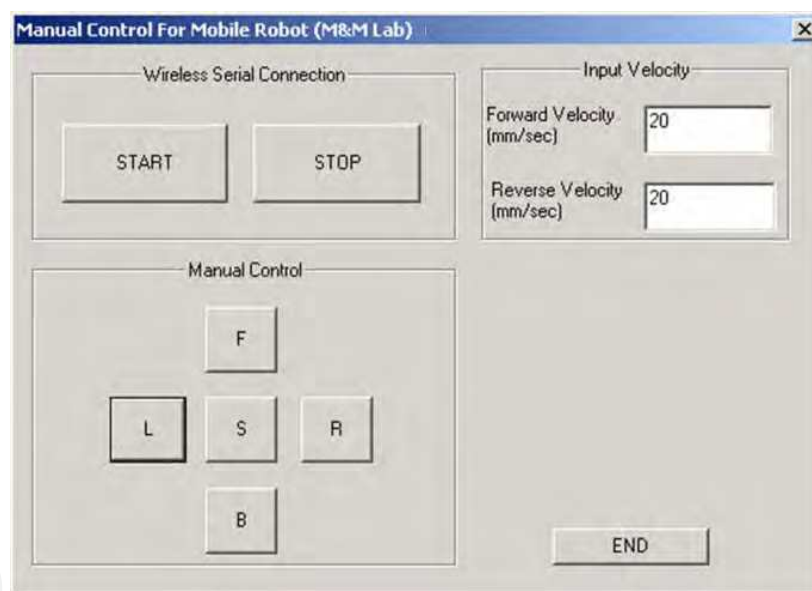 Manual Control For Mobile Robot (M&M Lab)
Wireless Serial Connection
START
STOP
Input Velocity
Forward Velocity
(mm/sec)
20
Reverse Velocity
(mm/sec)
20
Manual Control
F
L
S
R
B
END